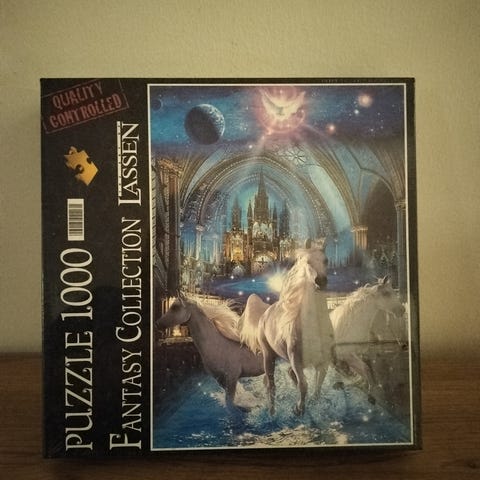 QUALITY
CONTROLLED
PUZZLE 1000
FANTASY COLLECTION LASSEN